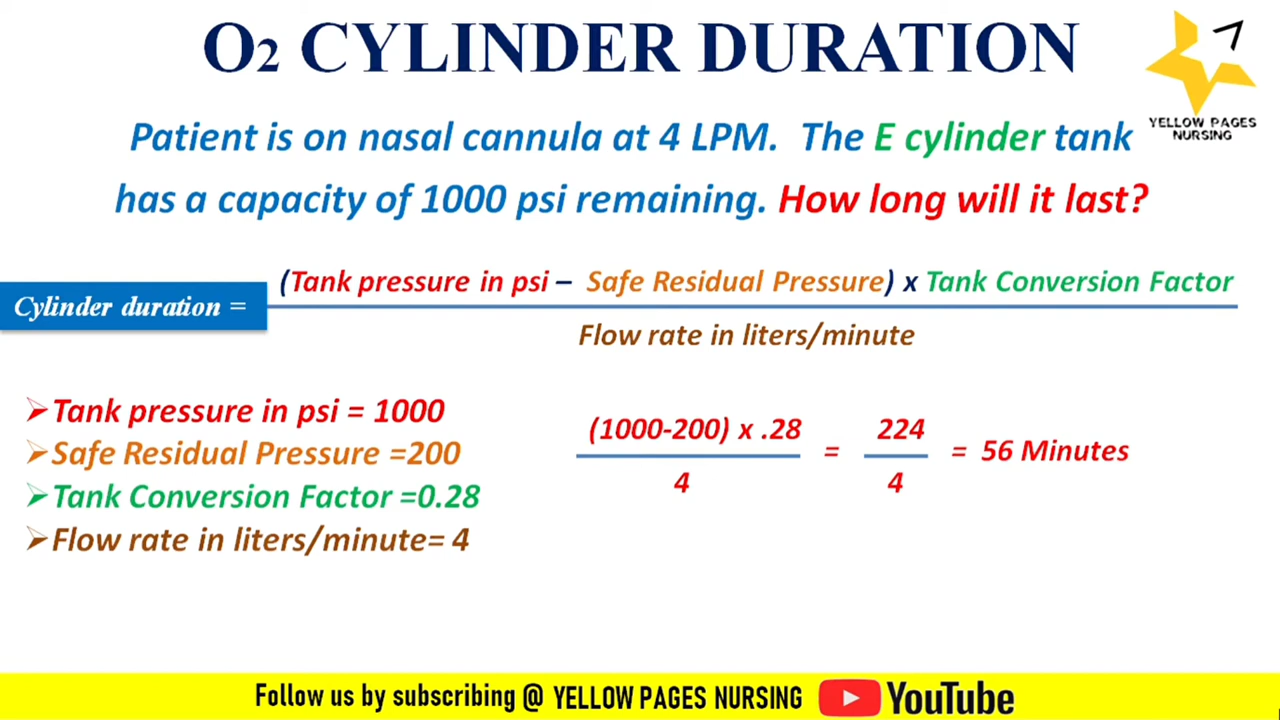 O2 CYLINDER DURATION
YELLOW PAGES
NURSING
Patient is on nasal cannula at 4 LPM. The E cylinder tank
has a capacity of 1000 psi remaining. How long will it last?
Cylinder duration =
(Tank pressure in psi – Safe Residual Pressure) x Tank Conversion Factor
Flow rate in liters/minute
➢Tank pressure in psi = 1000
➢Safe Residual Pressure =200
➢Tank Conversion Factor =0.28
➢Flow rate in liters/minute= 4
(1000-200) x .28
4
=
224
4
= 56 Minutes
Follow us by subscribing @ YELLOW PAGES NURSING YouTube